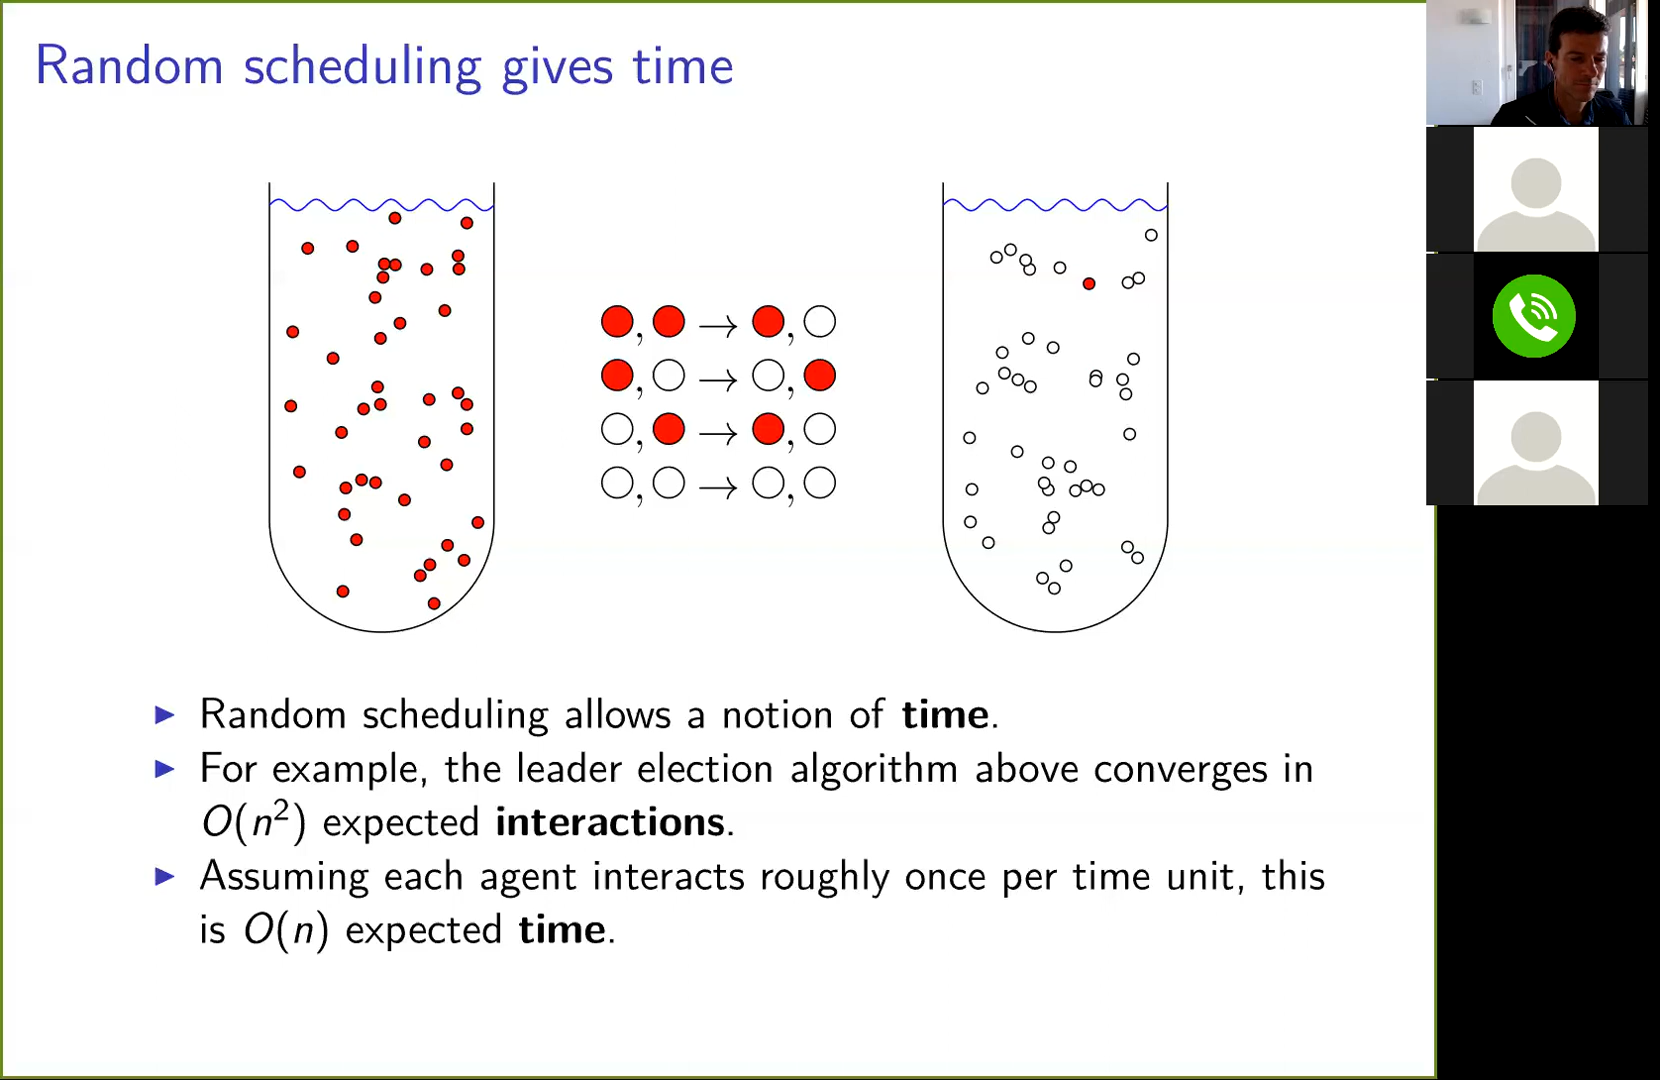 Random scheduling gives time
, → ,
, → ,
, → ,
, → ,
Random scheduling allows a notion of time.
For example, the leader election algorithm above converges in
O(n²) expected interactions.
Assuming each agent interacts roughly once per time unit, this
is O(n) expected time.